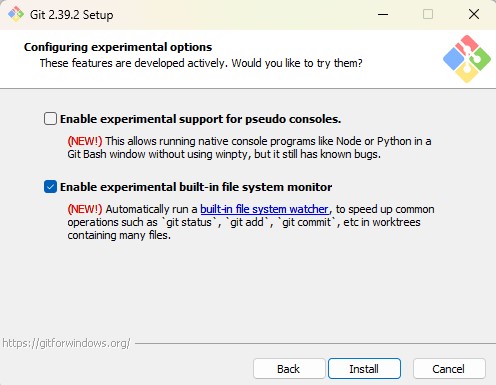 Git 2.39.2 Setup
Configuring experimental options
These features are developed actively. Would you like to try them?
Enable experimental support for pseudo consoles.
(NEW!) This allows running native console programs like Node or Python in a
Git Bash window without using winpty, but it still has known bugs.
Enable experimental built-in file system monitor
(NEW!) Automatically run a built-in file system watcher, to speed up common
operations such as `git status`, `git add`, `git commit`, etc in worktrees
containing many files.
https://gitforwindows.org/
Back
Install
Cancel